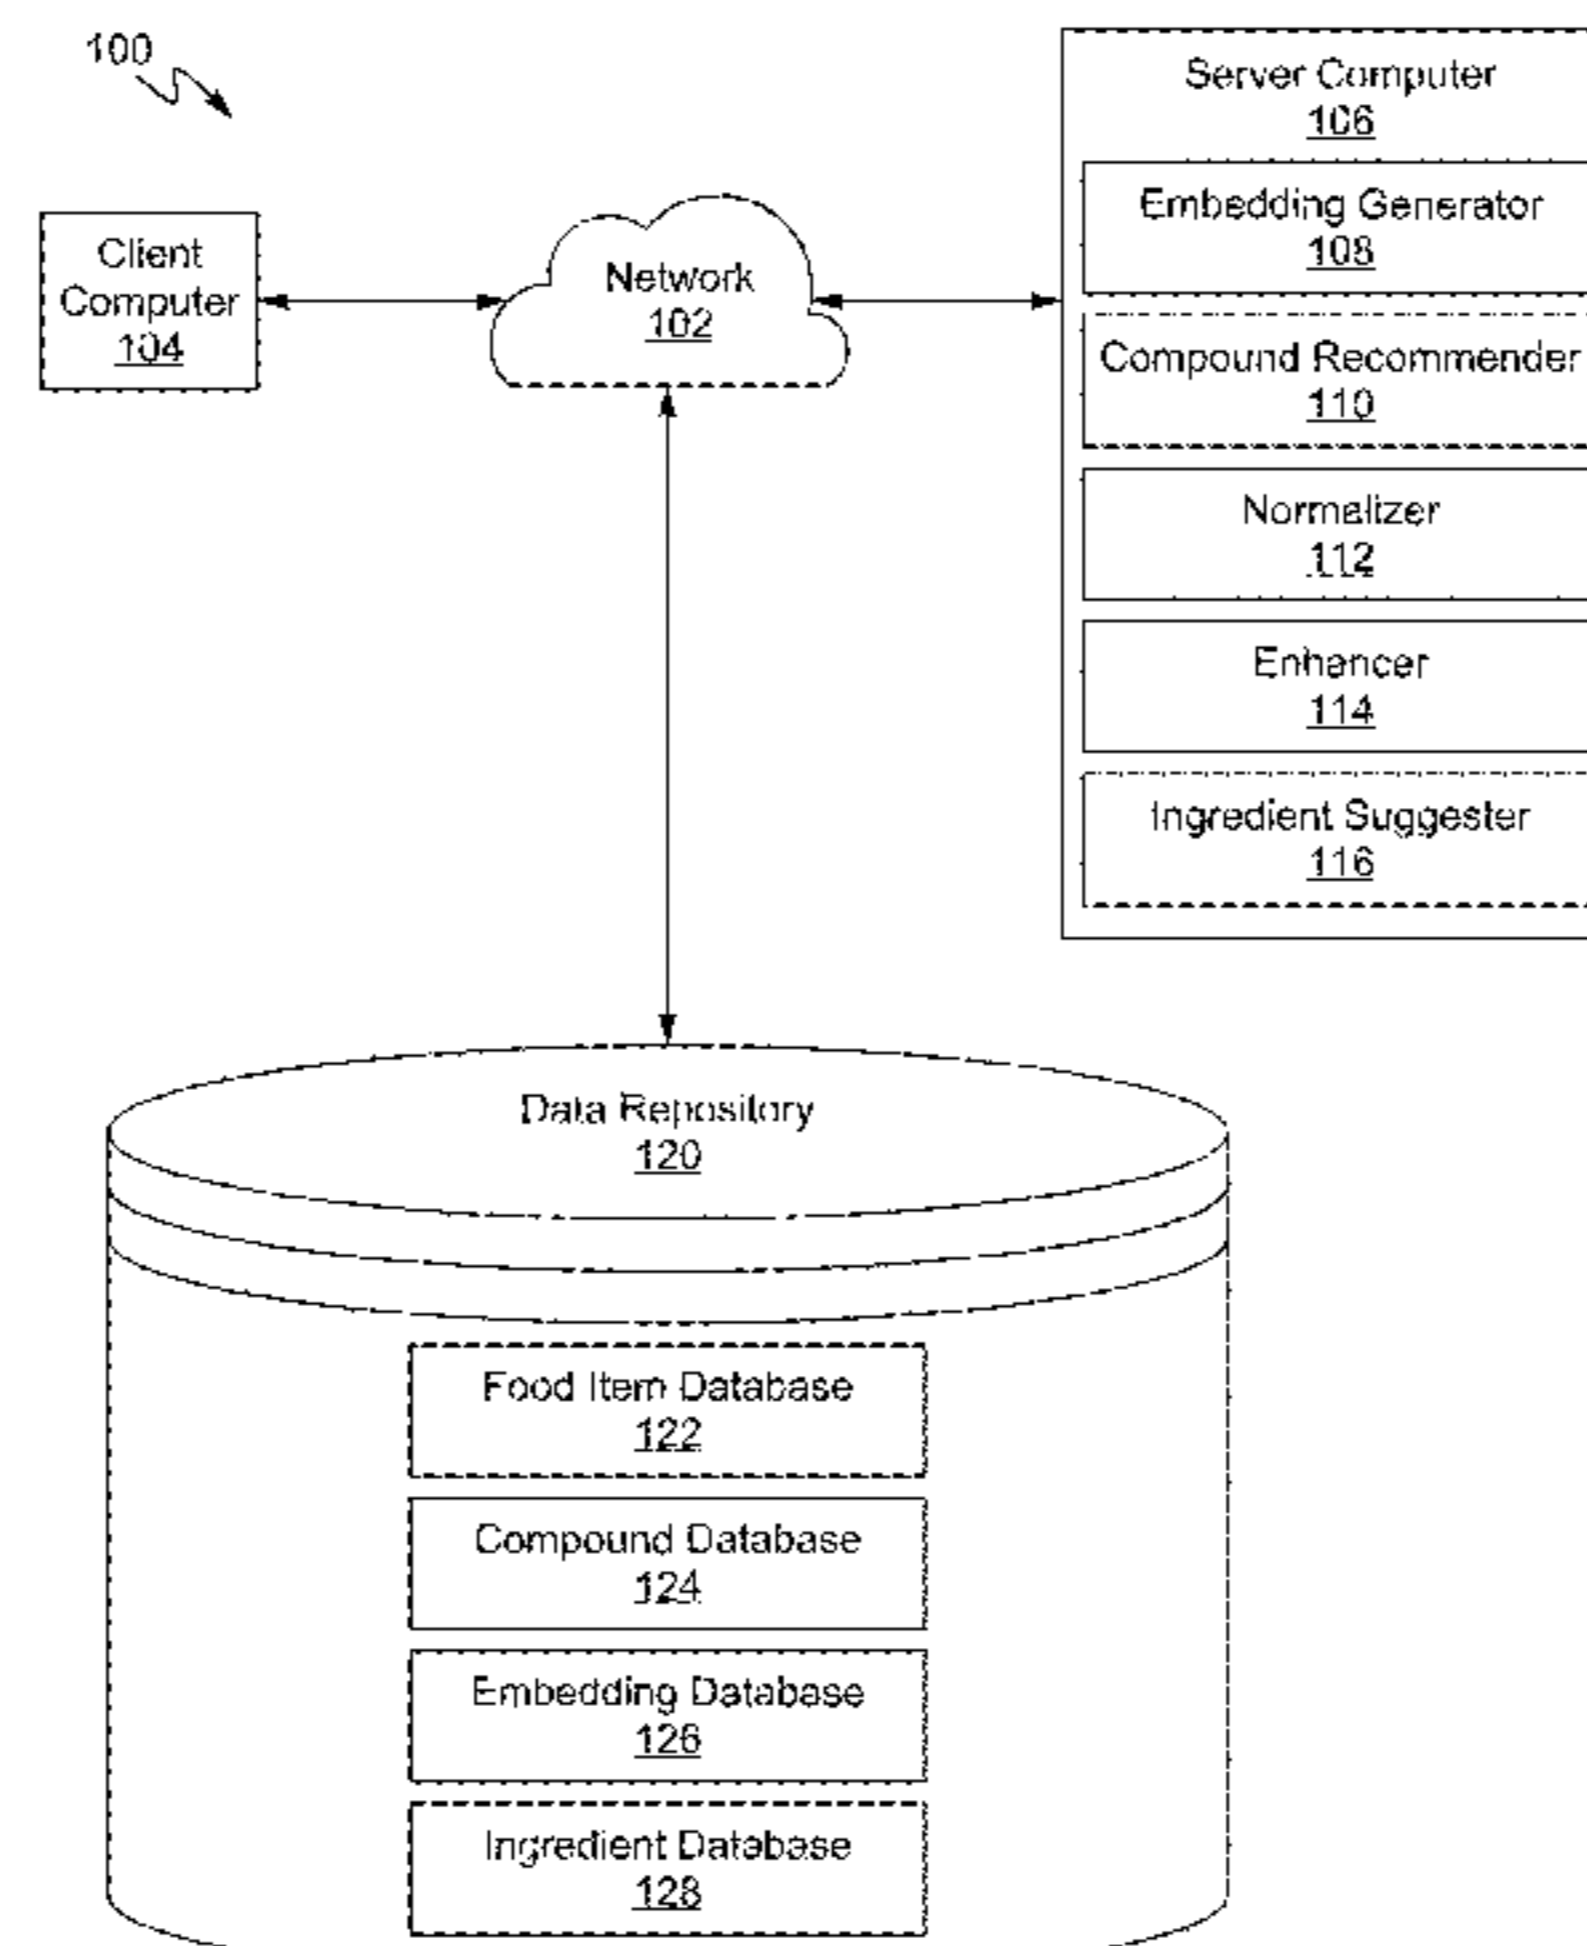 100
Server Computer
106
Embedding Generator
108
Compound Recommender
110
Normalizer
112
Enhancer
114
Ingredient Suggester
116
Client
Computer
104
Network
102
Data Repository
120
Food Item Database
122
Compound Database
124
Embedding Database
126
Ingredient Database
128